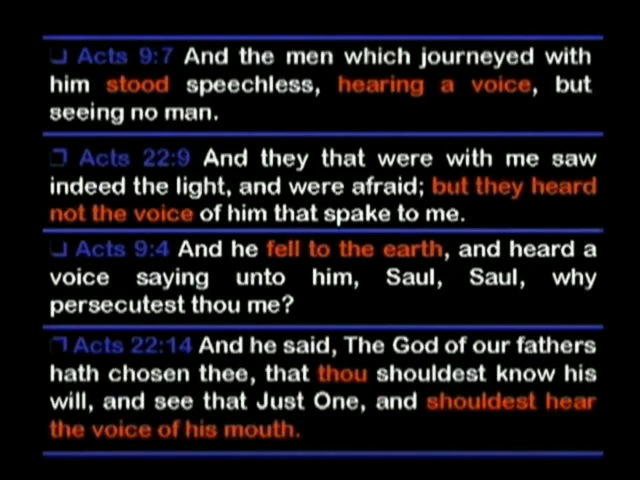 ❑ Acts 9:7 And the men which journeyed with
him stood speechless, hearing a voice, but
seeing no man.
❑ Acts 22:9 And they that were with me saw
indeed the light, and were afraid; but they heard
not the voice of him that spake to me.
❑ Acts 9:4 And he fell to the earth, and heard a
voice saying unto him, Saul, Saul, why
persecutest thou me?
❑ Acts 22:14 And he said, The God of our fathers
hath chosen thee, that thou shouldest know his
will, and see that Just One, and shouldest hear
the voice of his mouth.